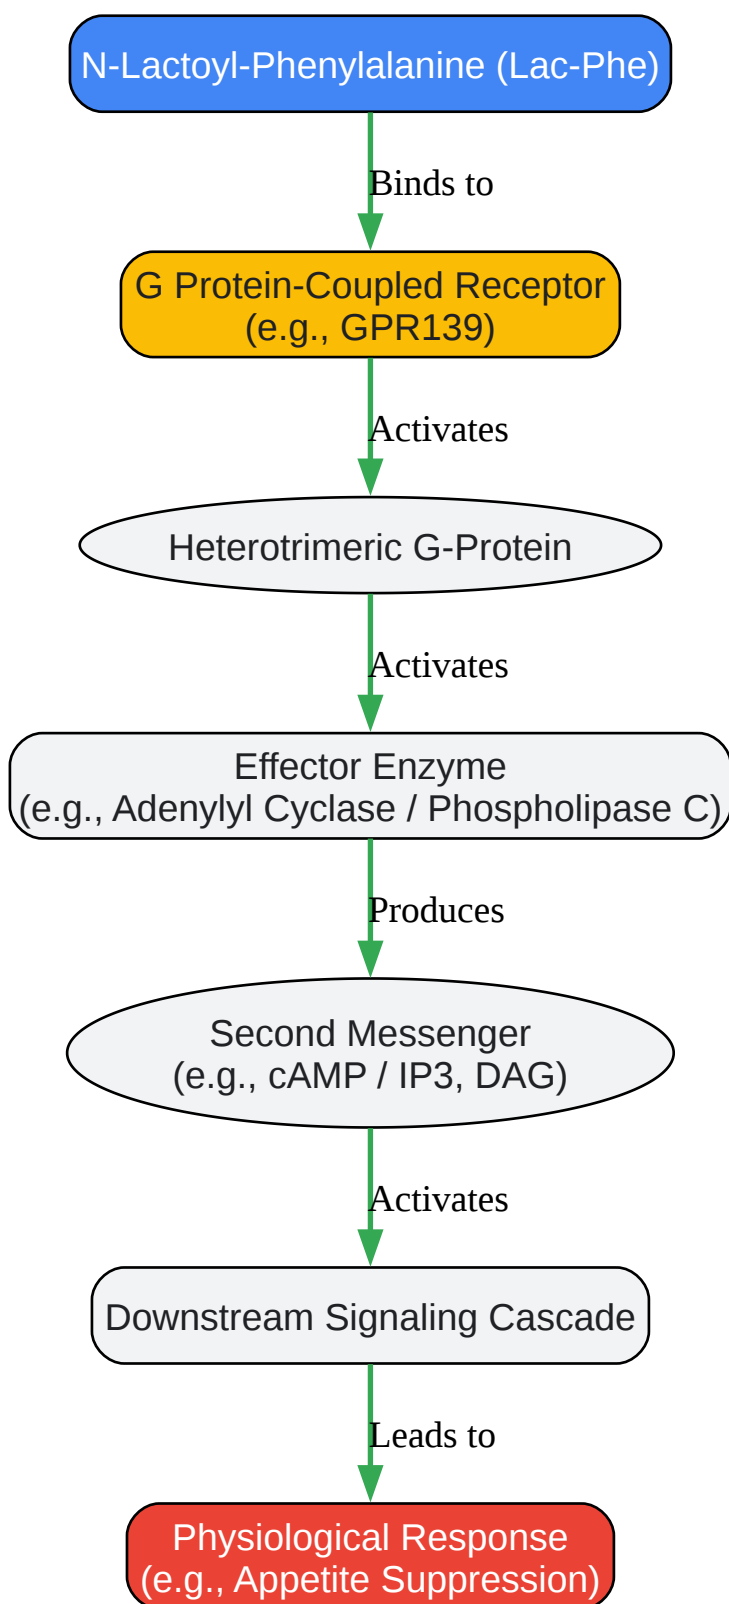 N-Lactoyl-Phenylalanine (Lac-Phe)
Binds to
G Protein-Coupled Receptor
(e.g., GPR139)
Activates
Heterotrimeric G-Protein
Activates
Effector Enzyme
(e.g., Adenylyl Cyclase / Phospholipase C)
Produces
Second Messenger
(e.g., cAMP / IP3, DAG)
Activates
Downstream Signaling Cascade
Leads to
Physiological Response
(e.g., Appetite Suppression)